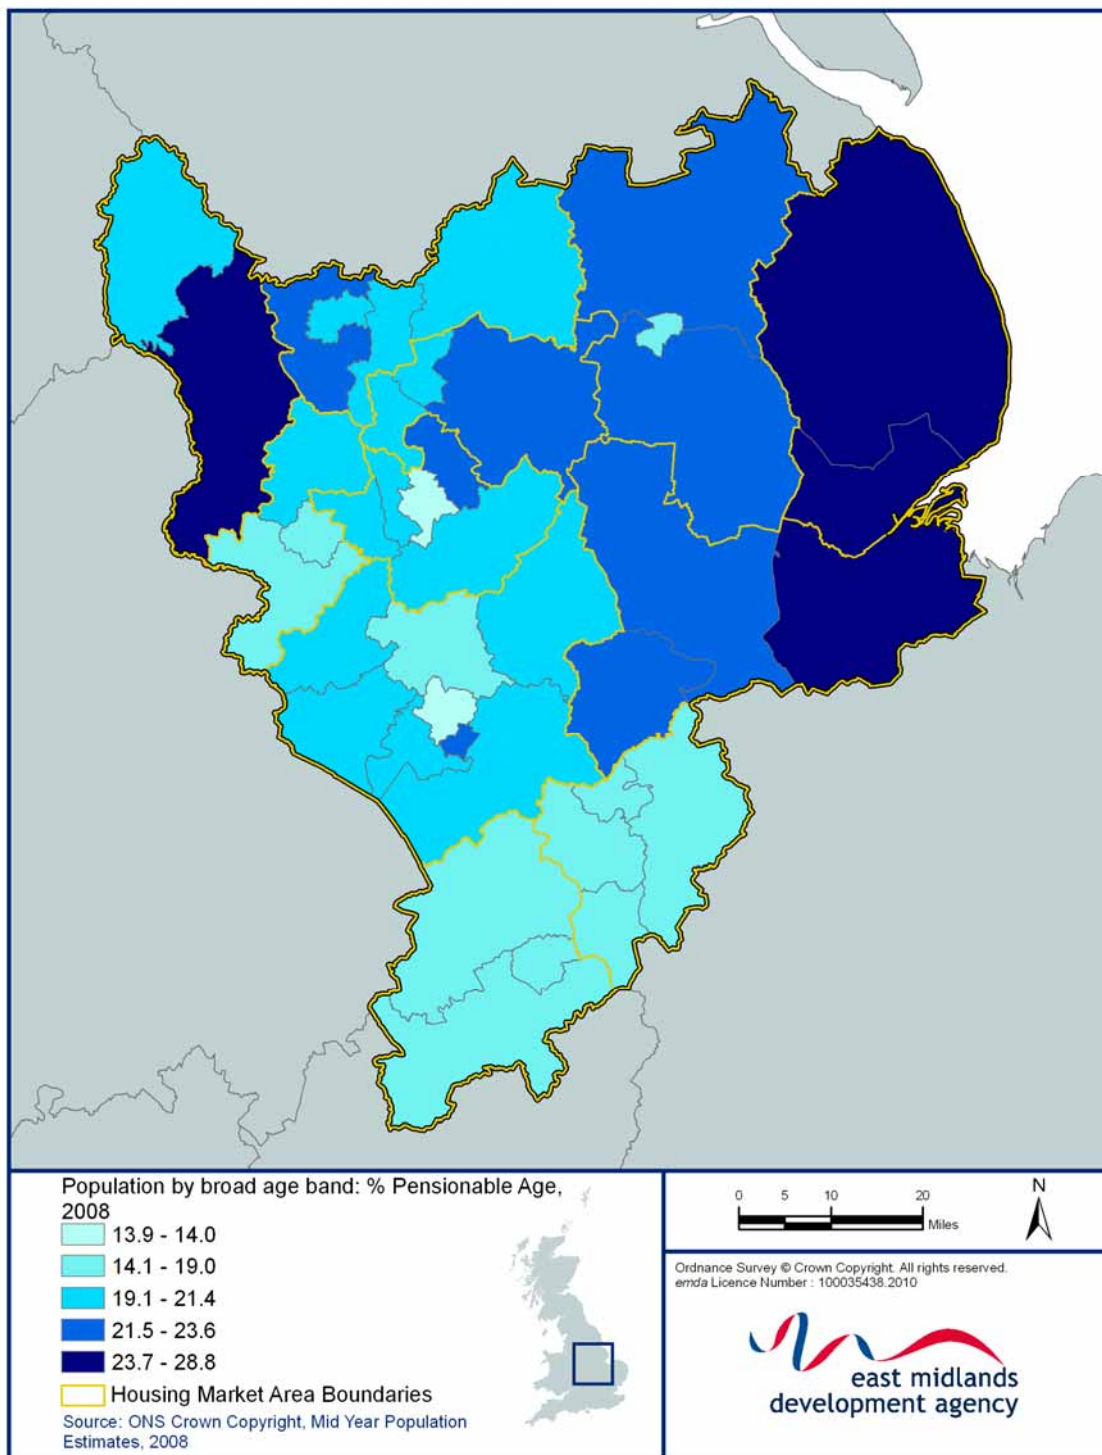 Population by broad age band: % Pensionable Age,
2008
13.9 - 14.0
14.1 - 19.0
19.1 - 21.4
21.5 - 23.6
23.7 - 28.8
Housing Market Area Boundaries
Source: ONS Crown Copyright, Mid Year Population
Estimates, 2008
0 5 10 20
Miles
N
Ordnance Survey © Crown Copyright. All rights reserved.
emda Licence Number : 100035438.2010
east midlands
development agency